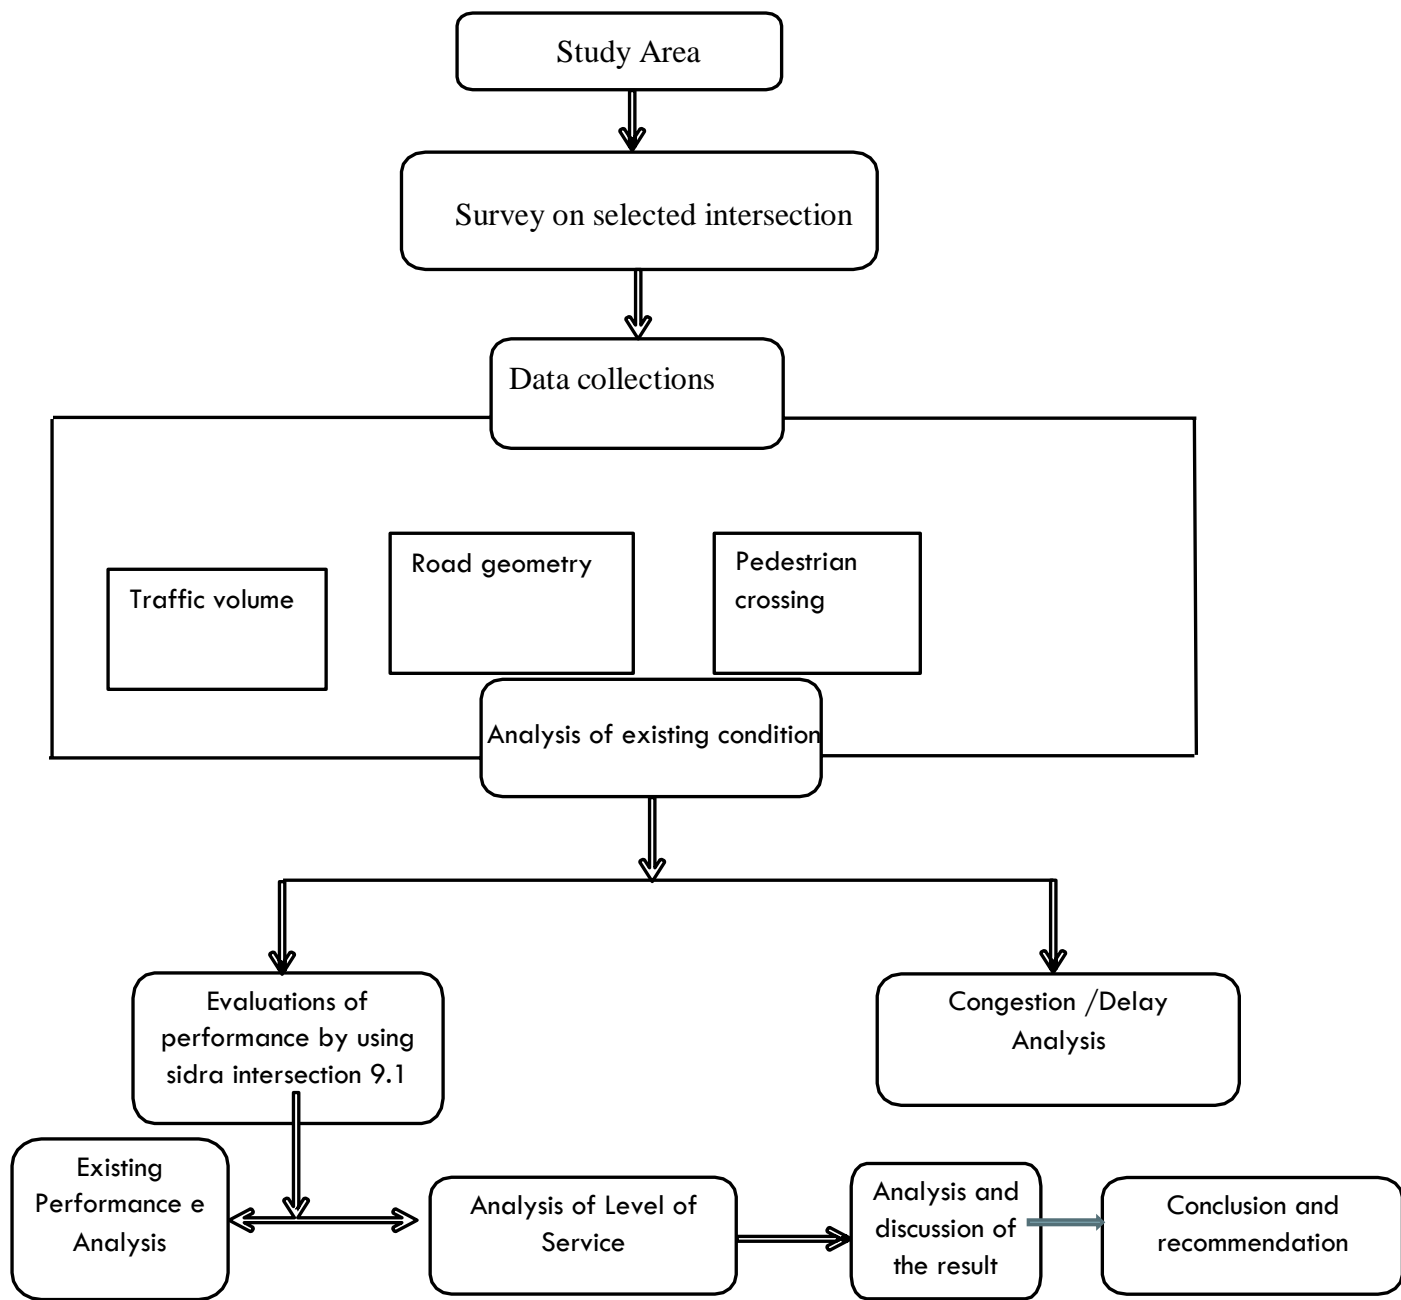 Study Area
Survey on selected intersection
Data collections
Traffic volume
Road geometry
Pedestrian
crossing
Analysis of existing condition
Evaluations of
performance by using
sidra intersection 9.1
Congestion /Delay
Analysis
Existing
Performance e
Analysis
Analysis of Level of
Service
Analysis and
discussion of
the result
Conclusion and
recommendation